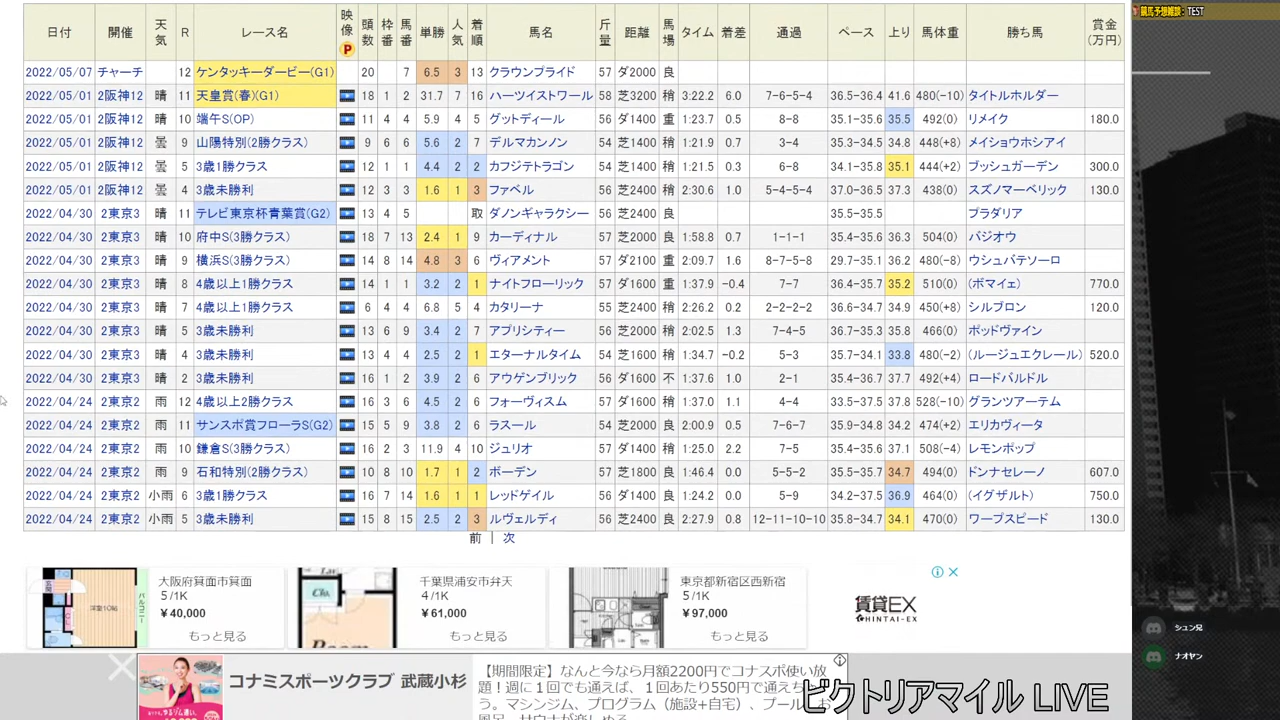 日付 開催 天気 R レース名 映像 P 頭数 枠番 馬番 単勝 人気 着順 馬名 斤量 距離 馬場 タイム 着差 通過 ペース 上り 馬体重 勝ち馬 賞金(万円)
2022/05/07 チャーチ 12 ケンタッキーダービー(G1) 20 7 6.5 3 13 クラウンプライド 57 ダ2000 良
2022/05/01 2阪神12 晴 11 天皇賞(春)(G1) 18 1 2 31.7 7 16 ハーツイストワール 58 芝3200 稍 3:22.2 6.0 7-6-5-4 36.5-36.4 41.6 480(-10) タイトルホルダー
2022/05/01 2阪神12 晴 10 端午S(OP) 11 4 4 5.9 4 5 グットディール 56 ダ1400 重 1:23.7 0.5 8-8 35.1-35.6 35.5 492(0) リメイク 180.0
2022/05/01 2阪神12 曇 9 山陽特別(2勝クラス) 9 6 6 5.6 2 7 デルマカンノン 54 芝1400 稍 1:21.9 0.7 3-4 35.3-34.5 34.8 448(+8) メイショウホシアイ
2022/05/01 2阪神12 曇 5 3歳1勝クラス 12 1 1 4.4 2 2 カフジテトラゴン 56 芝1400 稍 1:21.5 0.3 6-8 34.1-35.8 35.1 444(+2) ブッシュガーデン 300.0
2022/05/01 2阪神12 曇 4 3歳未勝利 12 3 3 1.6 1 3 ファベル 56 芝2400 稍 2:30.6 1.0 5-4-5-4 37.0-36.5 37.3 438(0) スズノマーベリック 130.0
2022/04/30 2東京3 晴 11 テレビ東京杯青葉賞(G2) 13 4 5 取 ダノンギャラクシー 56 芝2400 良 35.5-35.5 プラダリア
2022/04/30 2東京3 晴 10 府中S(3勝クラス) 18 7 13 2.4 1 9 カーディナル 57 芝2000 良 1:58.8 0.7 1-1-1 35.4-35.6 36.3 504(0) バジオウ
2022/04/30 2東京3 晴 9 横浜S(3勝クラス) 14 8 14 4.8 3 6 ヴィアメント 57 ダ2100 重 2:09.7 1.6 8-7-5-8 29.7-35.1 36.2 480(-8) ウシュバテソーロ
2022/04/30 2東京3 晴 8 4歳以上1勝クラス 14 1 1 3.2 2 1 ナイトフローリック 57 ダ1600 重 1:37.9 -0.4 7-7 36.4-35.7 35.2 510(0) (ボマイェ) 770.0
2022/04/30 2東京3 晴 7 4歳以上1勝クラス 6 4 4 6.8 5 4 カタリーナ 55 芝2400 稍 2:26.2 0.2 2-2-2-2 36.6-34.9 34.9 450(+8) シルブロン 120.0
2022/04/30 2東京3 晴 5 3歳未勝利 13 6 9 3.4 2 7 アプリシティー 56 芝2000 稍 2:02.5 1.3 7-4-5 36.7-35.3 35.8 466(0) ボッドヴァイン
2022/04/30 2東京3 晴 4 3歳未勝利 13 4 4 2.5 2 1 エターナルタイム 54 芝1600 稍 1:34.7 -0.2 5-3 35.7-34.1 33.8 480(-2) (ルージュエクレール) 520.0
2022/04/30 2東京3 晴 2 3歳未勝利 16 1 2 3.9 2 6 アウゲンブリック 56 ダ1600 不 1:37.6 1.0 2-1 35.4-36.7 37.7 492(+4) ロードバルドル
2022/04/24 2東京2 雨 12 4歳以上2勝クラス 16 3 6 4.5 2 6 フォーヴィスム 57 ダ1600 稍 1:37.0 1.1 4-4 33.5-35.6 37.8 528(-10) グランツアーテム
2022/04/24 2東京2 雨 11 サンスポ賞フローラS(G2) 15 5 9 3.8 2 6 ラスール 54 芝2000 良 2:00.9 0.5 7-6-7 35.9-34.8 34.2 474(+2) エリカヴィータ
2022/04/24 2東京2 雨 10 鎌倉S(3勝クラス) 16 2 3 11.9 4 10 ジュリオ 57 ダ1400 稍 1:25.0 2.2 7-5 35.4-36.4 37.1 508(-4) レモンポップ
2022/04/24 2東京2 雨 9 石和特別(2勝クラス) 10 8 10 1.7 1 2 ボーデン 57 芝1800 良 1:46.4 0.0 5-5-2 35.5-35.7 34.7 494(0) ドンナセレーノ 607.0
2022/04/24 2東京2 小雨 6 3歳1勝クラス 16 7 14 1.6 1 1 レッドゲイル 56 ダ1400 良 1:24.2 0.0 5-9 34.2-37.5 36.9 464(0) (イグザルト) 750.0
2022/04/24 2東京2 小雨 5 3歳未勝利 15 8 15 2.5 2 3 ルヴェルディ 56 芝2400 良 2:27.9 0.8 12-11-10-10 35.8-34.7 34.1 470(0) ワープスピード 130.0
前 | 次
競馬予想雑談: TEST
大阪府箕面市箕面
5/1K
¥40,000
もっと見る
千葉県浦安市弁天
4/1K
¥61,000
もっと見る
東京都新宿区西新宿
5/1K
¥97,000
もっと見る
賃貸EX
HINTAI-EX
シュン兄
ナオヤン
コナミスポーツクラブ 武蔵小杉
【期間限定】なんと今なら月額2200円でコナスポ使い放
題!週に1回でも通えば、1回あたり550円で通えち
う。マシンジム、プログラム(施設+自宅)、プール
風呂、サウナが楽しめる
ビクトリアマイル LIVE